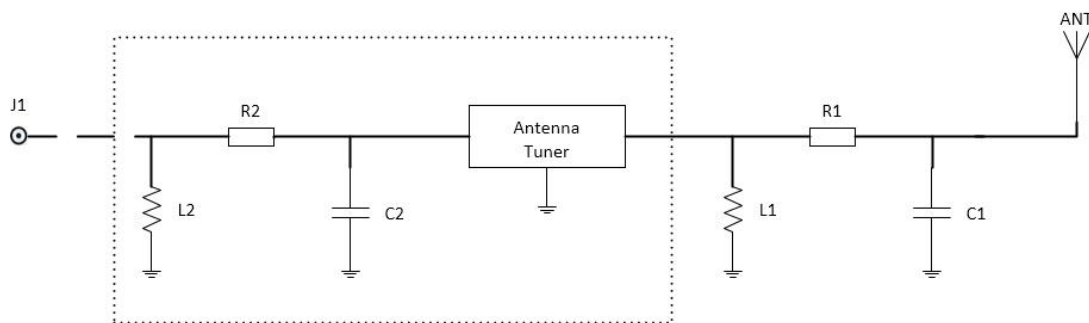 ANT
J1
R2
Antenna
Tuner
R1
L2
C2
L1
C1